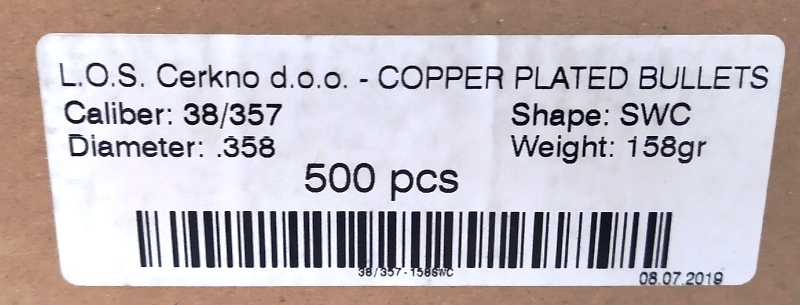 L.O.S. Cerkno d.o.o. - COPPER PLATED BULLETS
Caliber: 38/357 Shape: SWC
Diameter: .358 Weight: 158gr
500 pcs
38/357-158SWC
08.07.2019